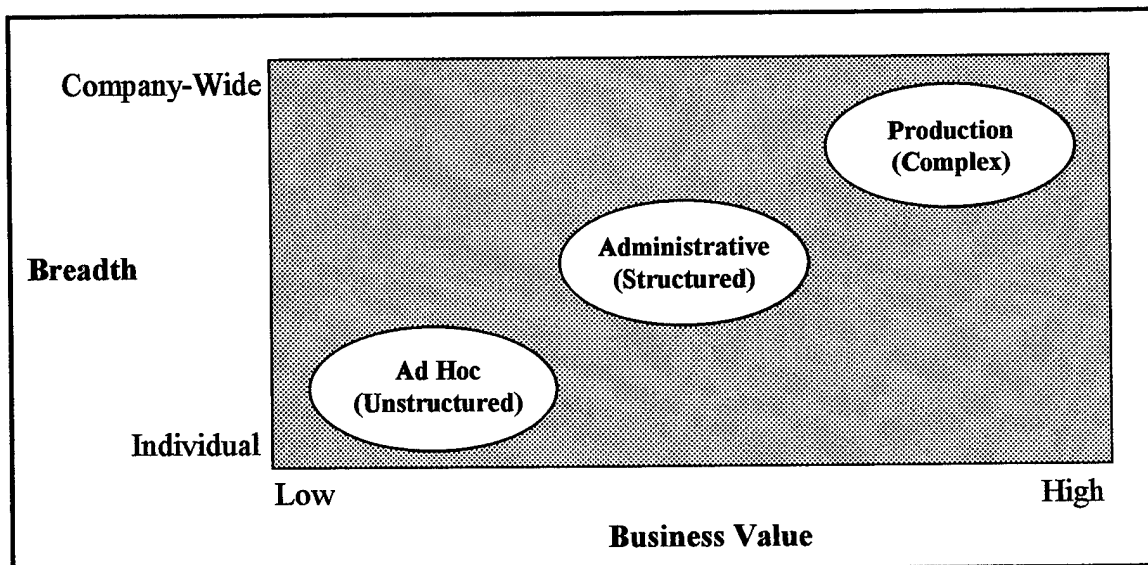 Company-Wide
Production
(Complex)
Administrative
(Structured)
Breadth
Ad Hoc
(Unstructured)
Individual
Low
High
Business Value